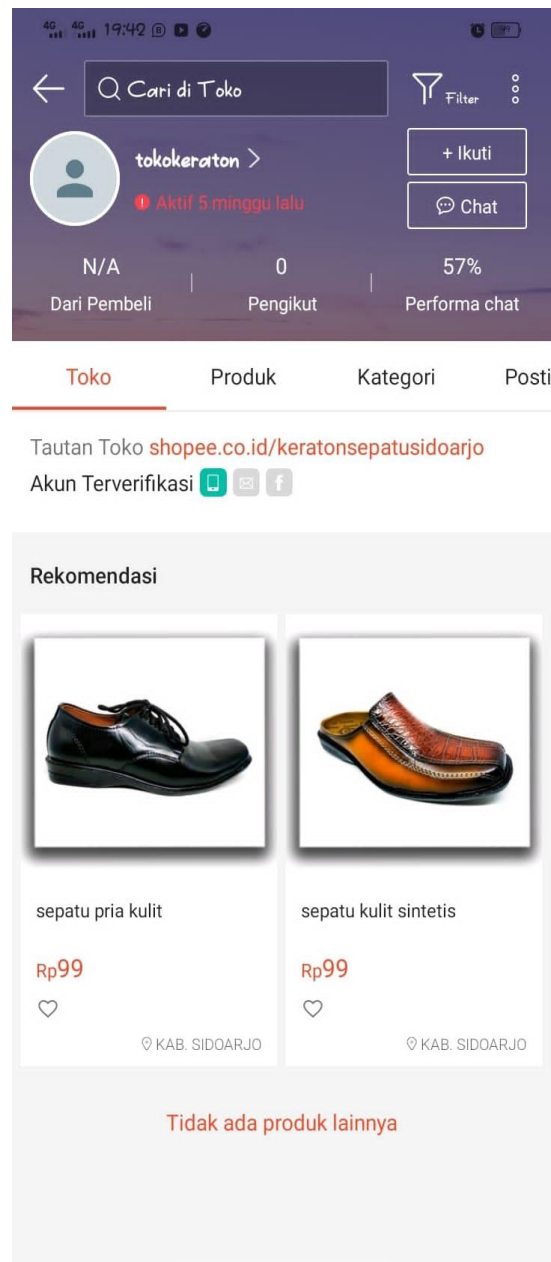 4G 4G 19:42
Cari di Toko
Filter
tokokeraton >
+ Ikuti
Aktif 5 minggu lalu
Chat
N/A 0 57%
Dari Pembeli Pengikut Performa chat
Toko Produk Kategori Posti
Tautan Toko shopee.co.id/keratonsepatusidoarjo
Akun Terverifikasi
Rekomendasi
sepatu pria kulit
Rp99
KAB. SIDOARJO
sepatu kulit sintetis
Rp99
KAB. SIDOARJO
Tidak ada produk lainnya